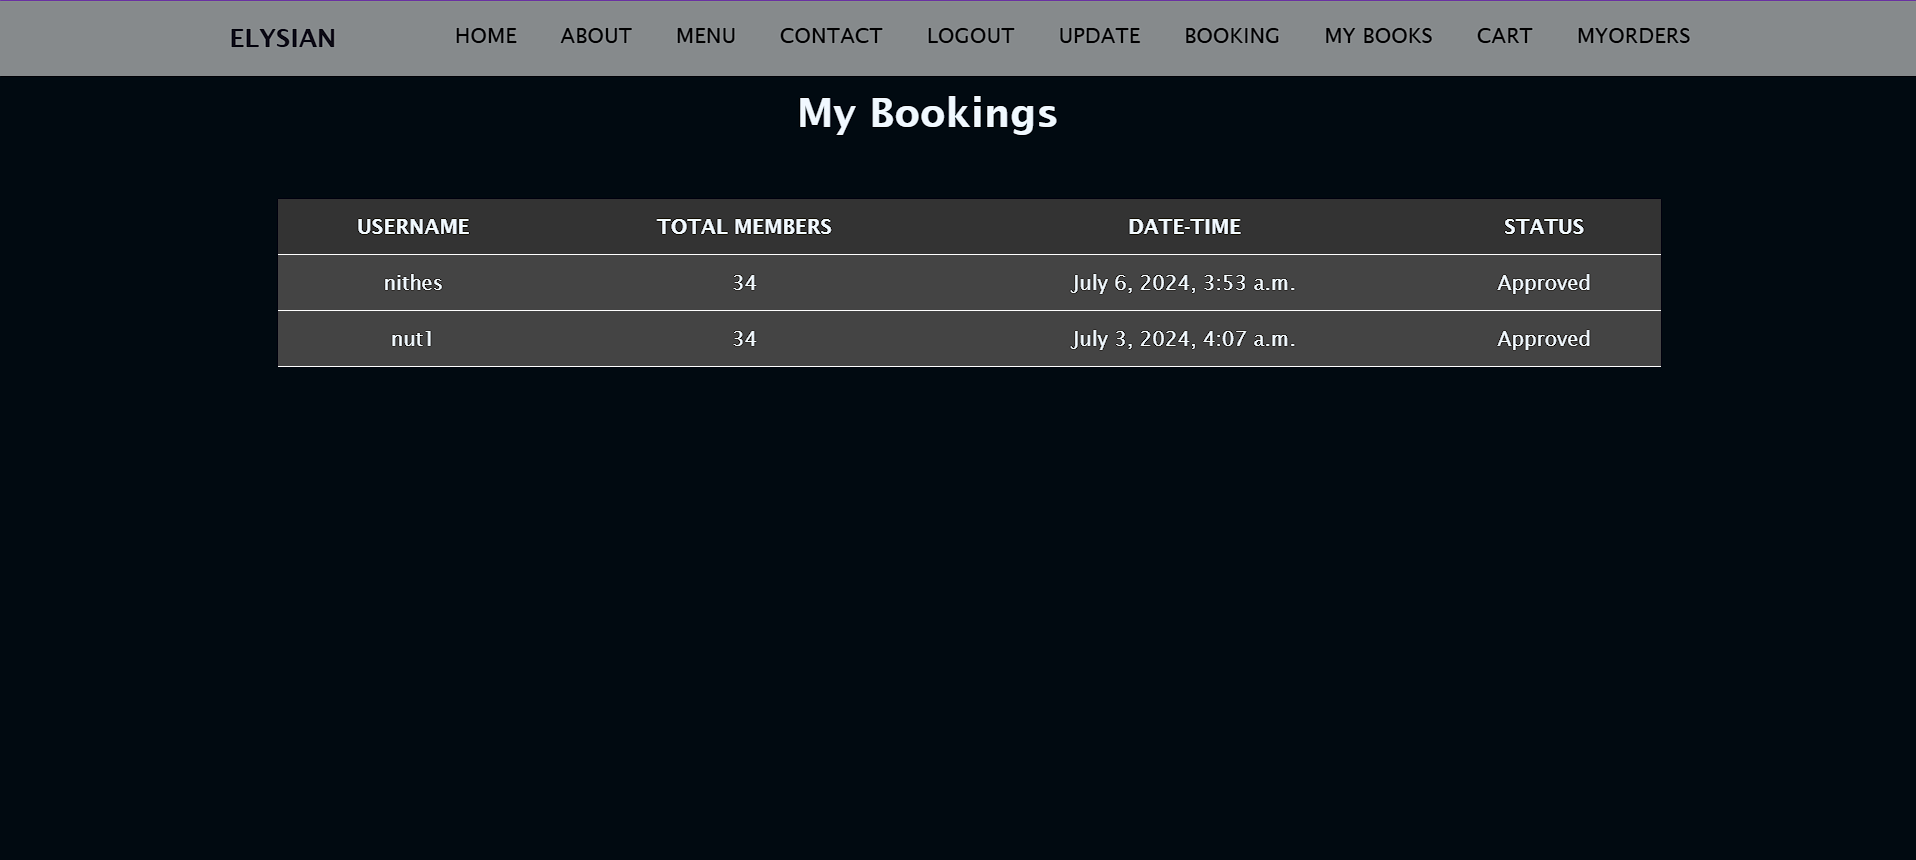 ELYSIAN HOME ABOUT MENU CONTACT LOGOUT UPDATE BOOKING MY BOOKS CART MYORDERS
My Bookings
USERNAME TOTAL MEMBERS DATE-TIME STATUS
nithes 34 July 6, 2024, 3:53 a.m. Approved
nut1 34 July 3, 2024, 4:07 a.m. Approved